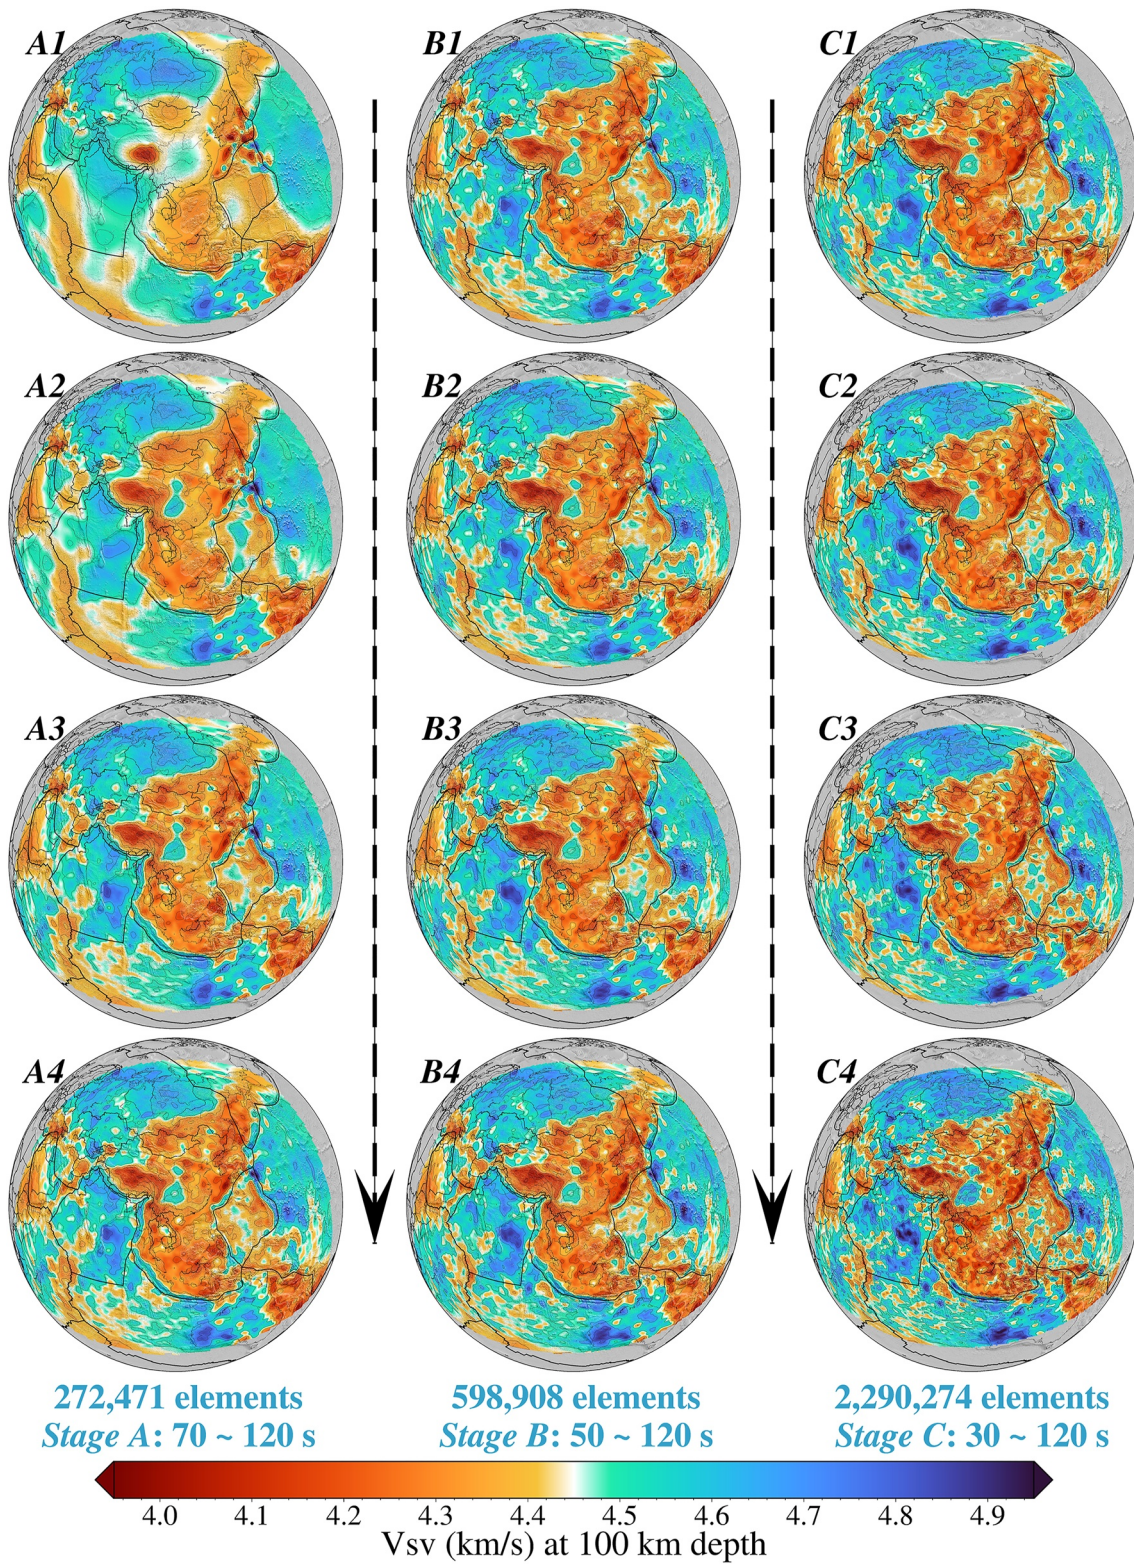 A1 B1 C1
A2 B2 C2
A3 B3 C3
A4 B4 C4
272,471 elements 598,908 elements 2,290,274 elements
Stage A: 70 ~ 120 s Stage B: 50 ~ 120 s Stage C: 30 ~ 120 s
4.0 4.1 4.2 4.3 4.4 4.5 4.6 4.7 4.8 4.9
Vsv (km/s) at 100 km depth